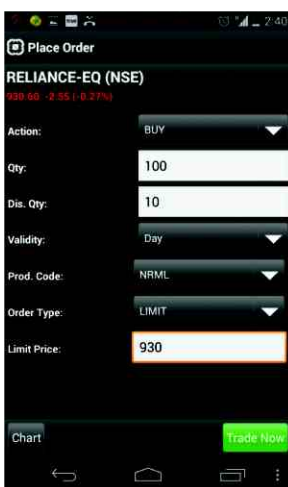 2:40
Place Order
RELIANCE-EQ (NSE)
930.60 -2.55 (-0.27%)
Action: BUY
Qty: 100
Dis. Qty: 10
Validity: Day
Prod. Code: NRML
Order Type: LIMIT
Limit Price: 930
Chart Trade Now